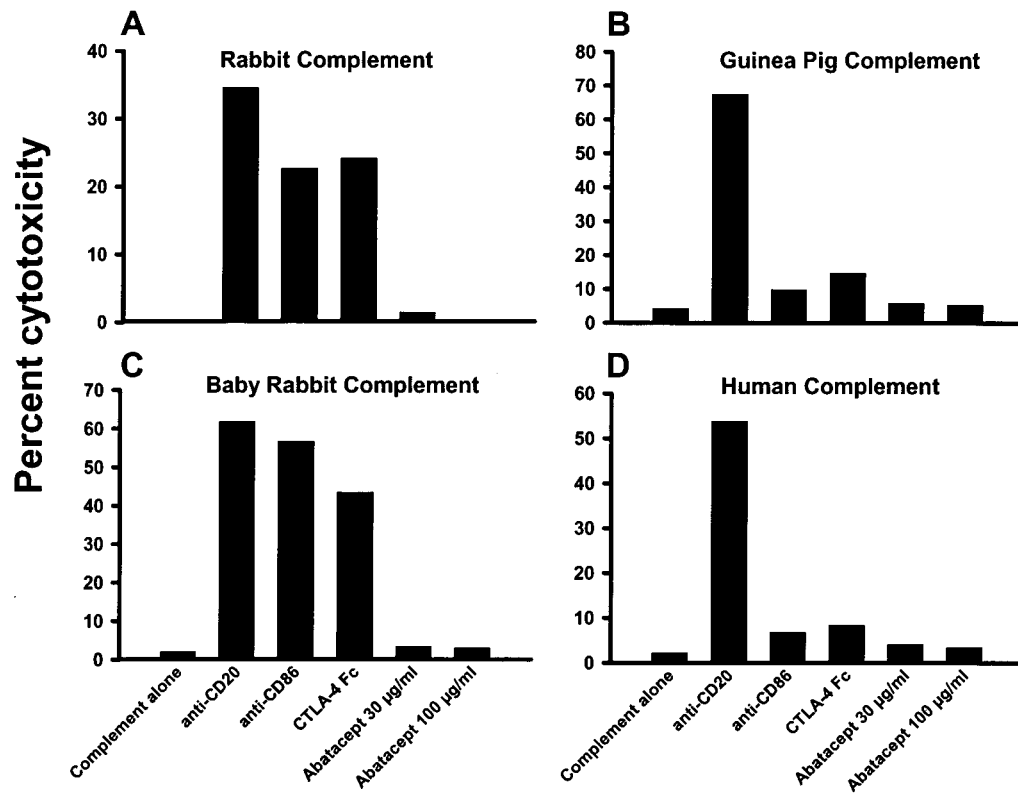 Percent cytotoxicity
A
Rabbit Complement
40
30
20
10
0
B
Guinea Pig Complement
80
70
60
50
40
30
20
10
0
C
Baby Rabbit Complement
70
60
50
40
30
20
10
0
Complement alone
anti-CD20
anti-CD86
CTLA-4 Fc
Abatacept 30 µg/ml
Abatacept 100 µg/ml
D
Human Complement
60
50
40
30
20
10
0
Complement alone
anti-CD20
anti-CD86
CTLA-4 Fc
Abatacept 30 µg/ml
Abatacept 100 µg/ml